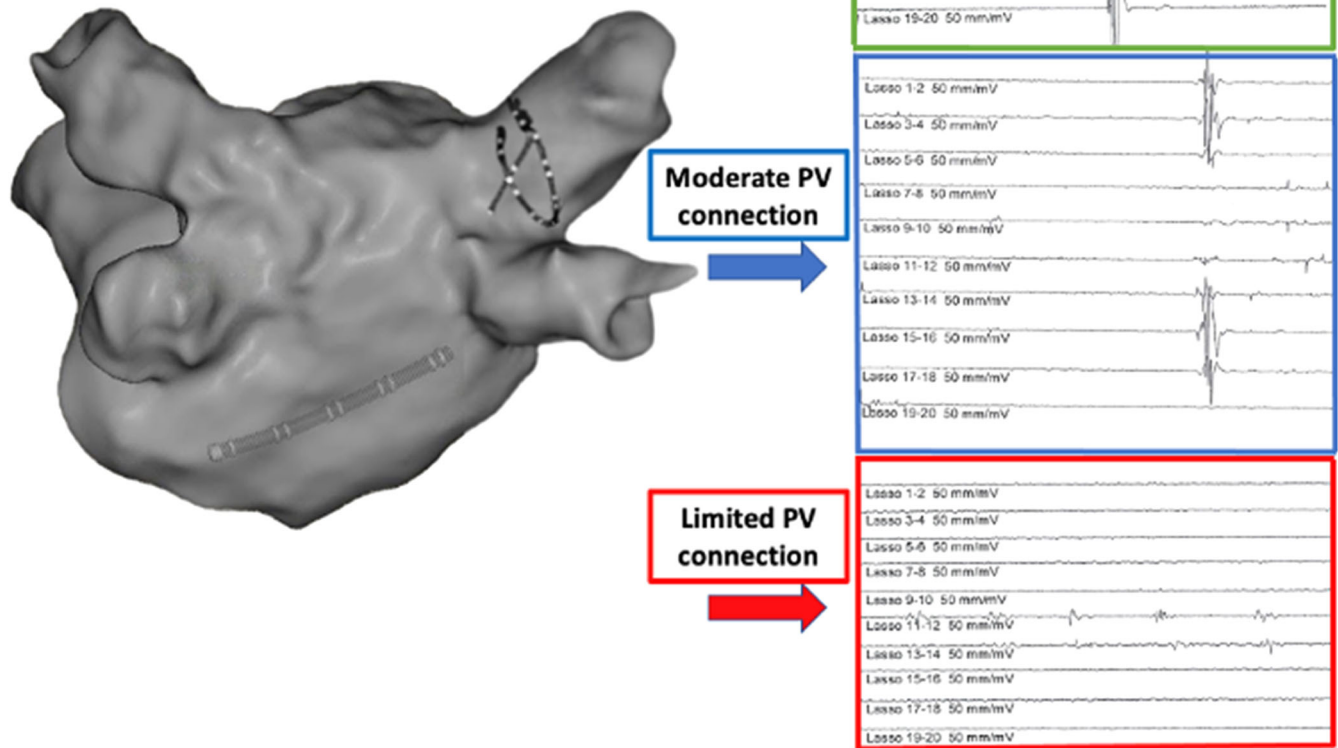 Lasso 19-20 50 mm/mV
Moderate PV
connection
Lasso 1-2 50 mm/mV
Lasso 3-4 50 mm/mV
Lasso 5-6 50 mm/mV
Lasso 7-8 50 mm/mV
Lasso 9-10 50 mm/mV
Lasso 11-12 50 mm/mV
Lasso 13-14 50 mm/mV
Lasso 15-16 50 mm/mV
Lasso 17-18 50 mm/mV
Lasso 19-20 50 mm/mV
Limited PV
connection
Lasso 1-2 50 mm/mV
Lasso 3-4 50 mm/mV
Lasso 5-6 50 mm/mV
Lasso 7-8 50 mm/mV
Lasso 9-10 50 mm/mV
Lasso 11-12 50 mm/mV
Lasso 13-14 50 mm/mV
Lasso 15-16 50 mm/mV
Lasso 17-18 50 mm/mV
Lasso 19-20 50 mm/mV